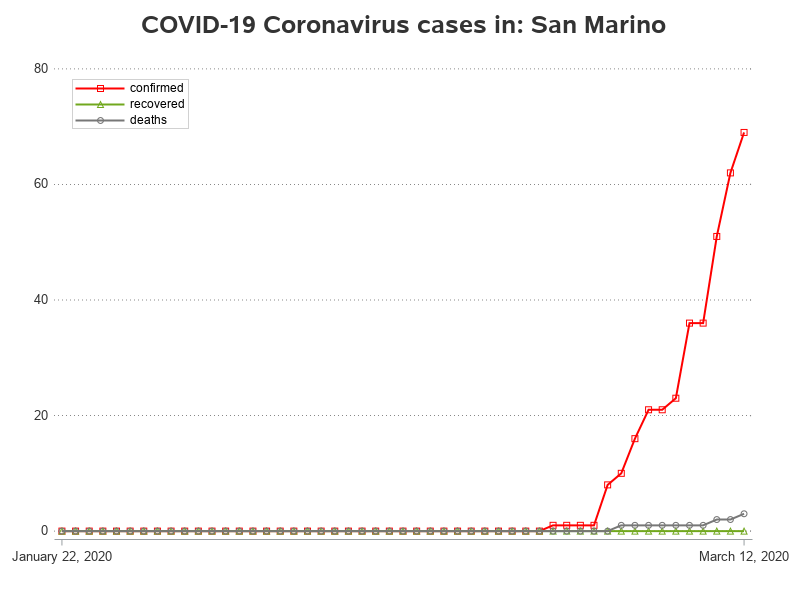 COVID-19 Coronavirus cases in: San Marino
80
confirmed
recovered
deaths
60
40
20
0
January 22, 2020
March 12, 2020